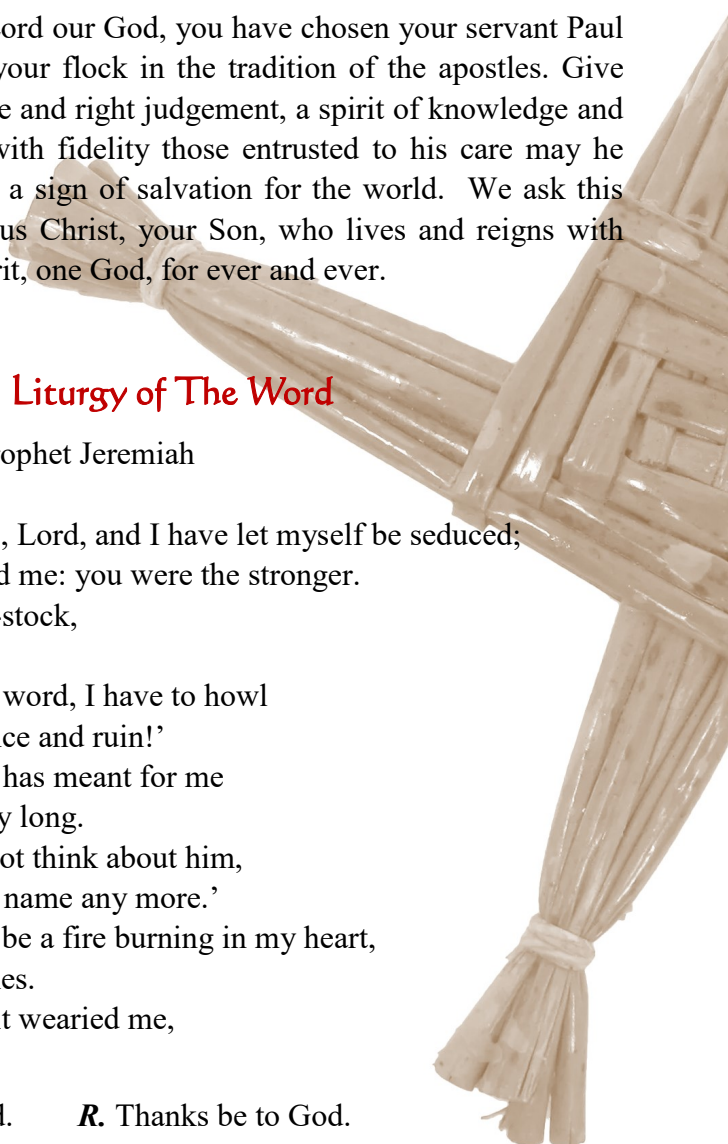 ord our God, you have chosen your servant Paul
your flock in the tradition of the apostles. Give
e and right judgement, a spirit of knowledge and
with fidelity those entrusted to his care may he
a sign of salvation for the world. We ask this
us Christ, your Son, who lives and reigns with
rit, one God, for ever and ever.
Liturgy of The Word
ophet Jeremiah
, Lord, and I have let myself be seduced;
d me: you were the stronger.
-stock,
word, I have to howl
ce and ruin!’
has meant for me
y long.
ot think about him,
name any more.’
be a fire burning in my heart,
es.
t wearied me,
d. R. Thanks be to God.